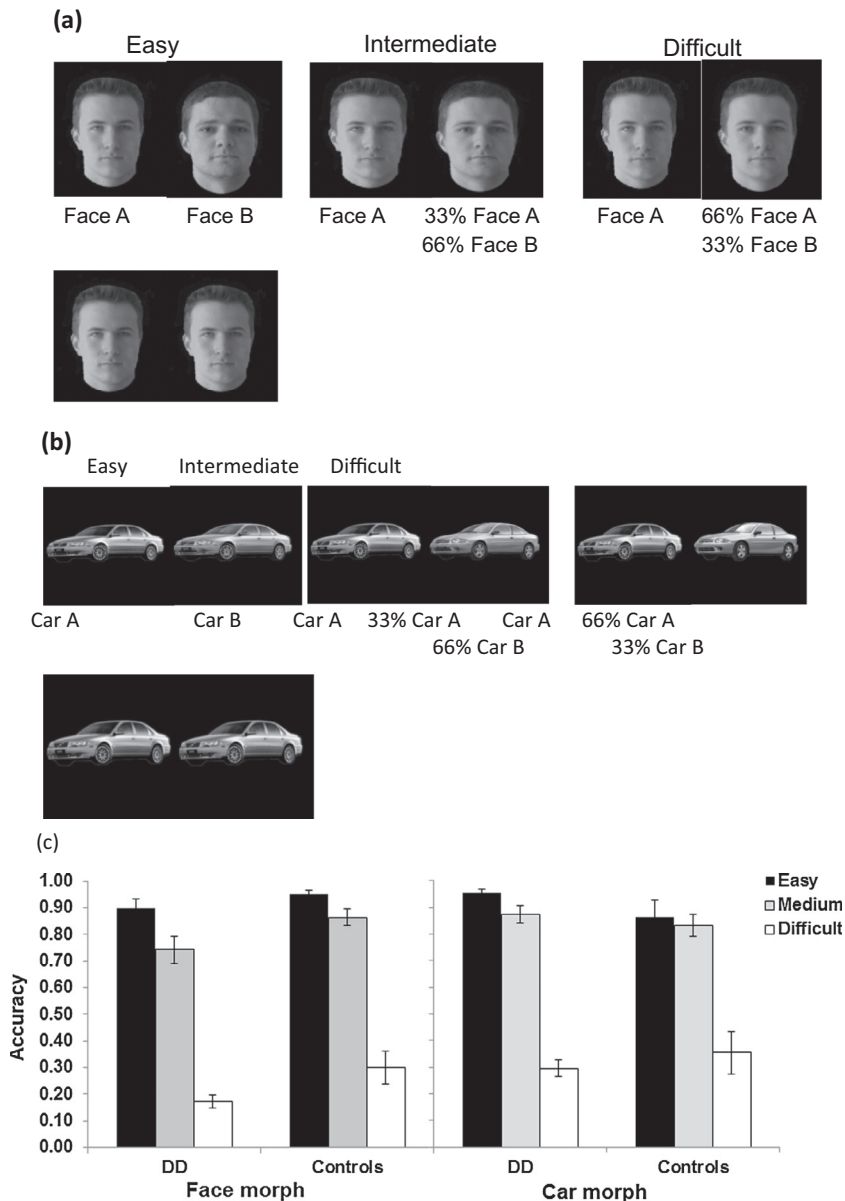 (a)
Easy Intermediate Difficult
Face A Face B Face A 33% Face A Face A 66% Face A
66% Face B 33% Face B
(b)
Easy Intermediate Difficult
Car A Car B Car A 33% Car A Car A 66% Car A
66% Car B 33% Car B
(c)
1.00
0.90
0.80
0.70
0.60
0.50
0.40
0.30
0.20
0.10
0.00
Accuracy
Easy
Medium
Difficult
DD Controls DD Controls
Face morph Car morph